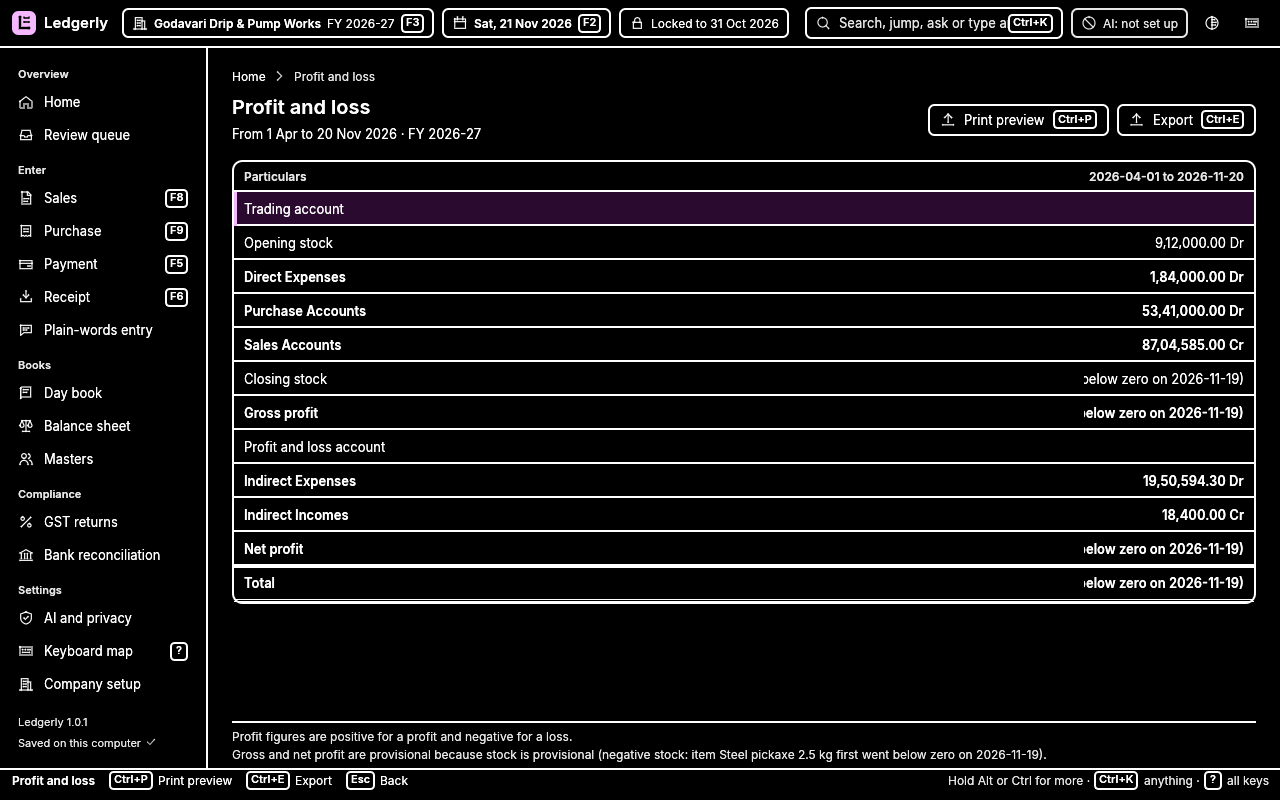 Ledgerly
Godavari Drip & Pump Works FY 2026-27 F3
Sat, 21 Nov 2026 F2
Locked to 31 Oct 2026
Search, jump, ask or type a Ctrl+K
AI: not set up
Overview
Home
Review queue
Enter
Sales F8
Purchase F9
Payment F5
Receipt F6
Plain-words entry
Books
Day book
Balance sheet
Masters
Compliance
GST returns
Bank reconciliation
Settings
AI and privacy
Keyboard map ?
Company setup
Ledgerly 1.0.1
Saved on this computer
Home > Profit and loss
Profit and loss
From 1 Apr to 20 Nov 2026 · FY 2026-27
Print preview Ctrl+P
Export Ctrl+E
Particulars 2026-04-01 to 2026-11-20
Trading account
Opening stock 9,12,000.00 Dr
Direct Expenses 1,84,000.00 Dr
Purchase Accounts 53,41,000.00 Dr
Sales Accounts 87,04,585.00 Cr
Closing stock below zero on 2026-11-19)
Gross profit below zero on 2026-11-19)
Profit and loss account
Indirect Expenses 19,50,594.30 Dr
Indirect Incomes 18,400.00 Cr
Net profit below zero on 2026-11-19)
Total below zero on 2026-11-19)
Profit figures are positive for a profit and negative for a loss.
Gross and net profit are provisional because stock is provisional (negative stock: item Steel pickaxe 2.5 kg first went below zero on 2026-11-19).
Profit and loss Ctrl+P Print preview Ctrl+E Export Esc Back
Hold Alt or Ctrl for more · Ctrl+K anything · ? all keys